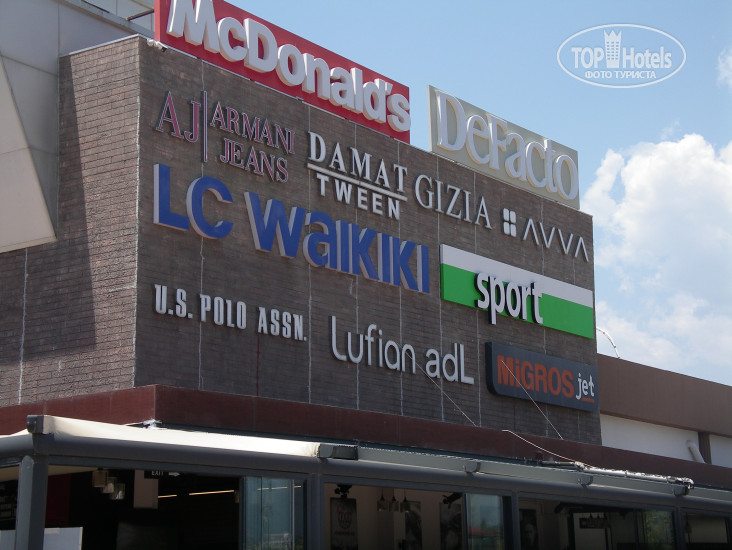 McDonald's
DeFacto
TOP Hotels
ФОТО ТУРИСТА
AJ
ARMANI
JEANS
DAMAT
TWEEN
GIZIA
AVVA
LC WAIKIKI
sport
U.S. POLO ASSN.
Lufian
adL
MiGROS jet
EXIT